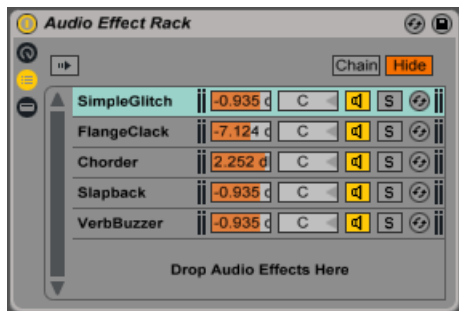 Audio Effect Rack
Chain Hide
SimpleGlitch -0.935 d C S
FlangeClack -7.124 d C S
Chorder 2.252 d C S
Slapback -0.935 d C S
VerbBuzzer -0.935 d C S
Drop Audio Effects Here